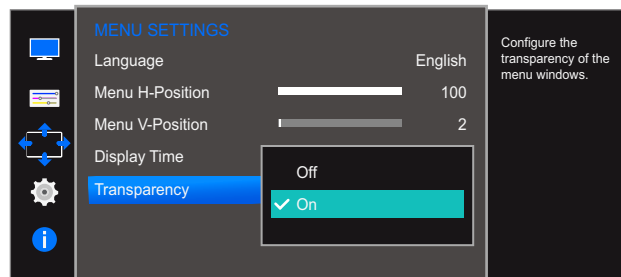 MENU SETTINGS
Language English
Menu H-Position 100
Menu V-Position 2
Display Time
Transparency
Off
On
Configure the
transparency of the
menu windows.